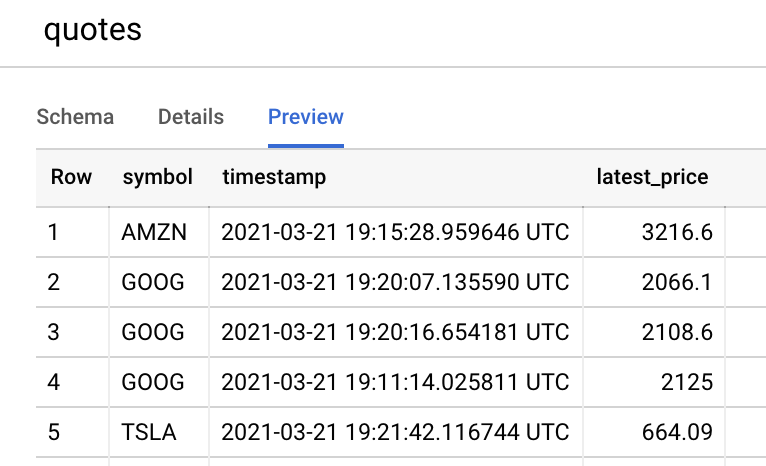 quotes
Schema Details Preview
Row symbol timestamp latest_price
1 AMZN 2021-03-21 19:15:28.959646 UTC 3216.6
2 GOOG 2021-03-21 19:20:07.135590 UTC 2066.1
3 GOOG 2021-03-21 19:20:16.654181 UTC 2108.6
4 GOOG 2021-03-21 19:11:14.025811 UTC 2125
5 TSLA 2021-03-21 19:21:42.116744 UTC 664.09